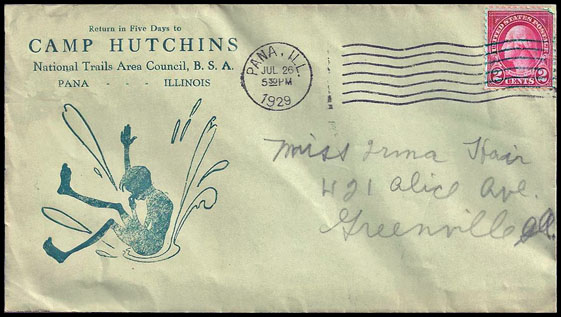 Return in Five Days to
CAMP HUTCHINS
National Trails Area Council, B. S. A.
PANA - - ILLINOIS
PANA, ILL.
JUL 26
5 30 PM
1929
UNITED STATES POSTAGE
2 2
CENTS
Miss Irma Hair
421 Alice Ave.
Greenville Ill.